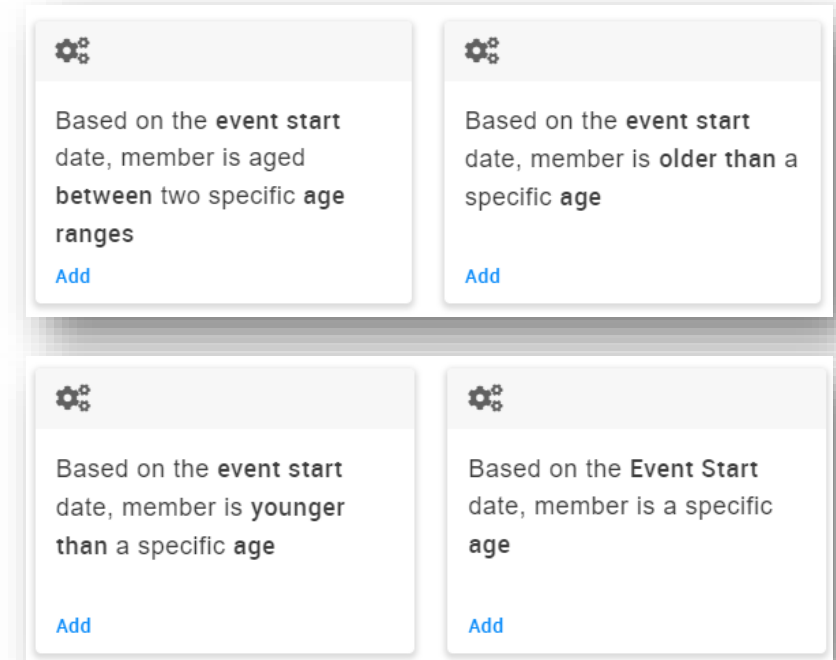 Based on the event start
date, member is aged
between two specific age
ranges
Add
Based on the event start
date, member is older than a
specific age
Add
Based on the event start
date, member is younger
than a specific age
Add
Based on the Event Start
date, member is a specific
age
Add